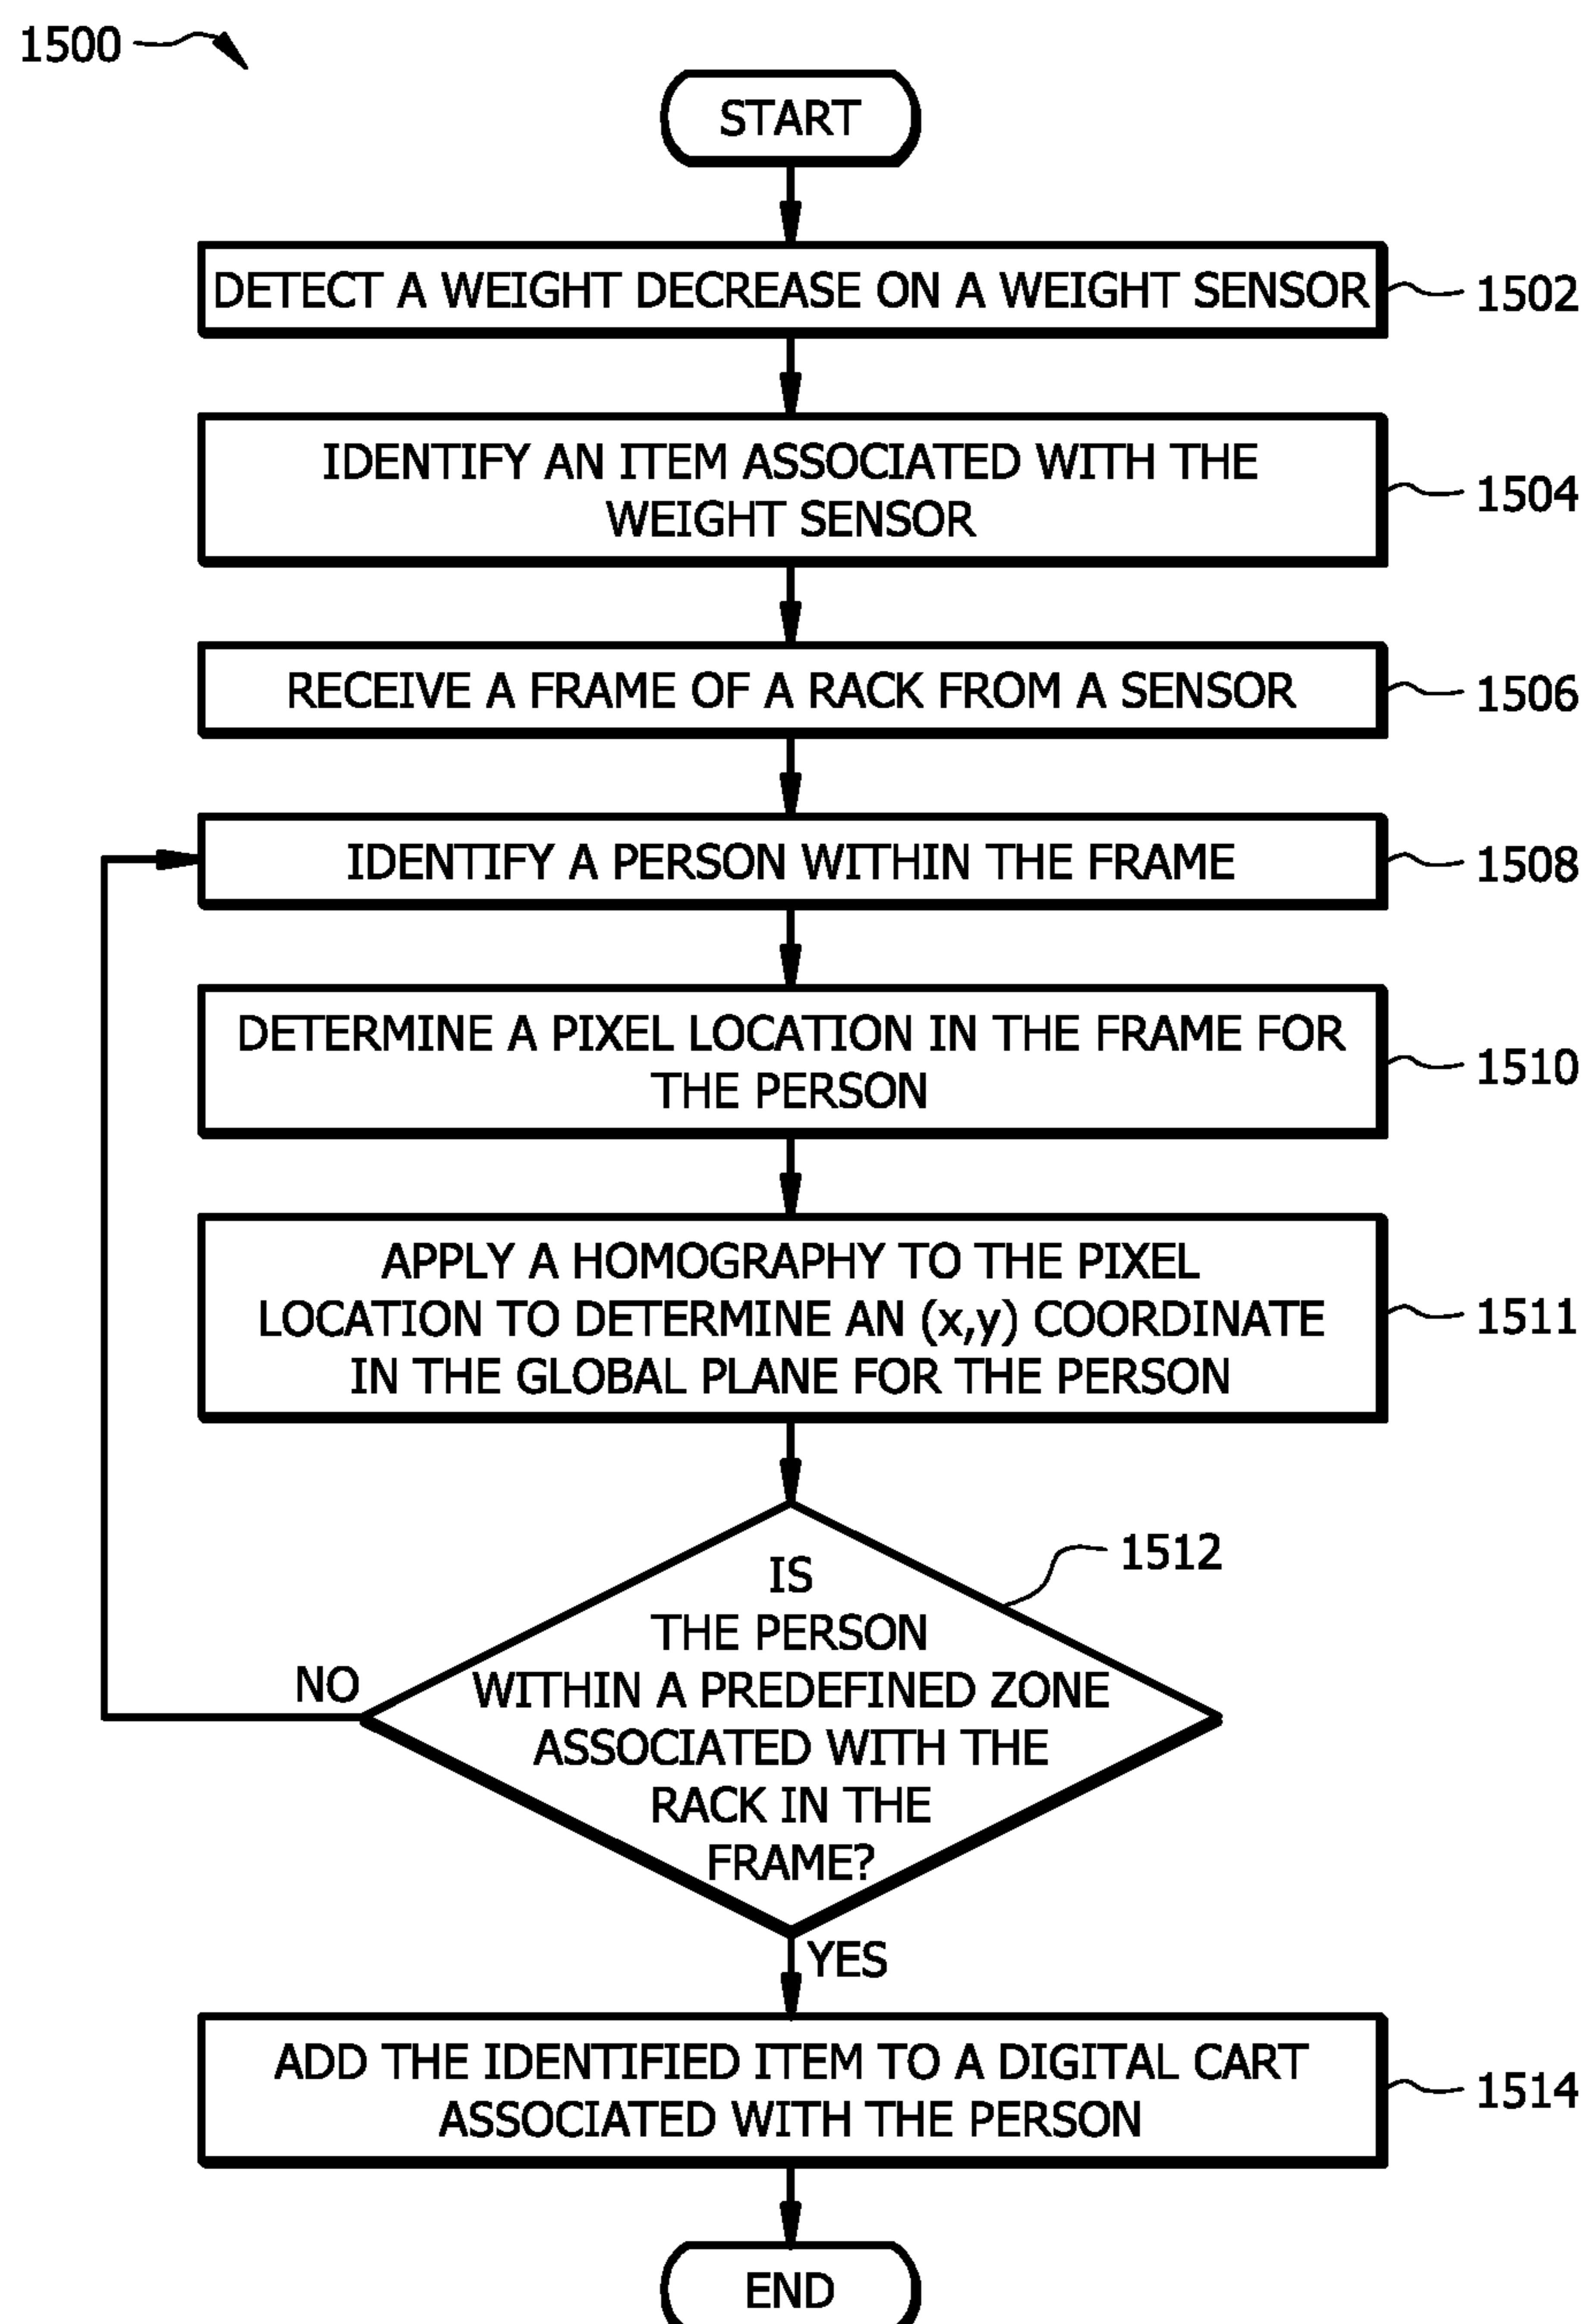 1500
START
DETECT A WEIGHT DECREASE ON A WEIGHT SENSOR
1502
IDENTIFY AN ITEM ASSOCIATED WITH THE
WEIGHT SENSOR
1504
RECEIVE A FRAME OF A RACK FROM A SENSOR
1506
IDENTIFY A PERSON WITHIN THE FRAME
1508
DETERMINE A PIXEL LOCATION IN THE FRAME FOR
THE PERSON
1510
APPLY A HOMOGRAPHY TO THE PIXEL
LOCATION TO DETERMINE AN (x,y) COORDINATE
IN THE GLOBAL PLANE FOR THE PERSON
1511
IS
THE PERSON
WITHIN A PREDEFINED ZONE
ASSOCIATED WITH THE
RACK IN THE
FRAME?
1512
NO
YES
ADD THE IDENTIFIED ITEM TO A DIGITAL CART
ASSOCIATED WITH THE PERSON
1514
END